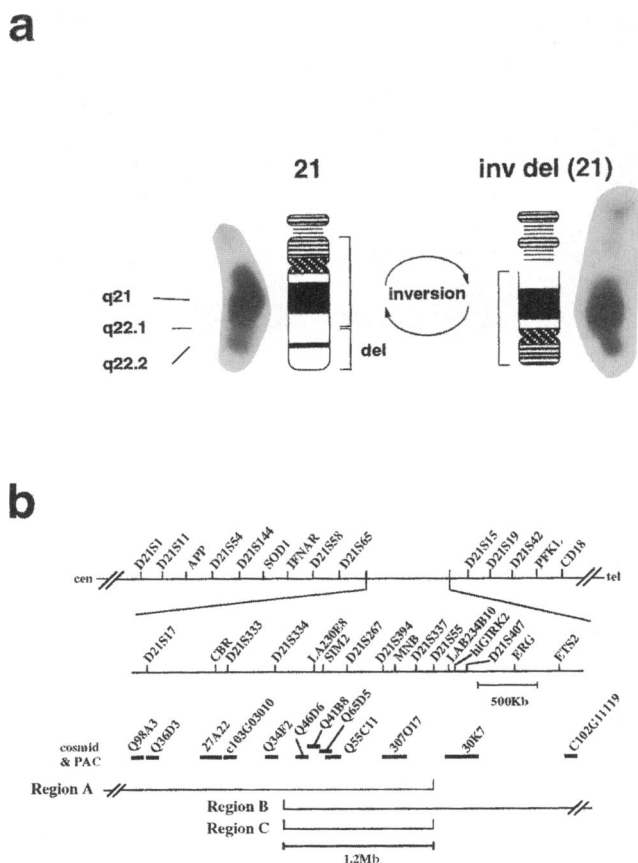 a
21
inv del (21)
q21
q22.1
q22.2
inversion
del
b
D21S1
D21S11
APP
D21S54
D21S144
SOD1
IFNAR
D21S58
D21S65
D21S15
D21S19
D21S42
PFKL
CD18
cen
tel
D21S17
CBR
D21S333
D21S334
LA230E8
SIM2
D21S267
D21S394
MNB
D21S337
D21S55
LAB234B10
hiGIRK2
D21S407
ERG
ETS2
500Kb
cosmid
& PAC
Q98A3
Q36D3
27A22
c103G03010
Q34F2
Q46D6
Q41B8
Q65D5
Q55C11
307O17
30K7
C102G11119
Region A
Region B
Region C
1.2Mb